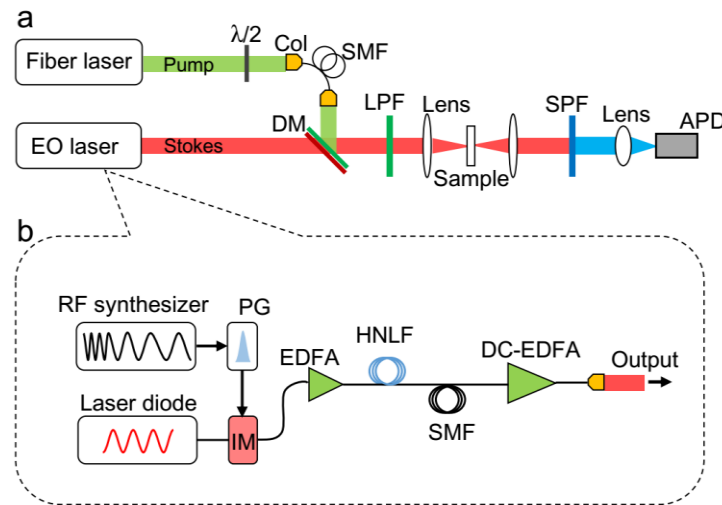 a
λ/2
Col
SMF
Fiber laser
Pump
DM
LPF
Lens
SPF
Lens
APD
EO laser
Stokes
Sample
b
RF synthesizer
PG
EDFA
HNLF
DC-EDFA
Output
Laser diode
IM
SMF